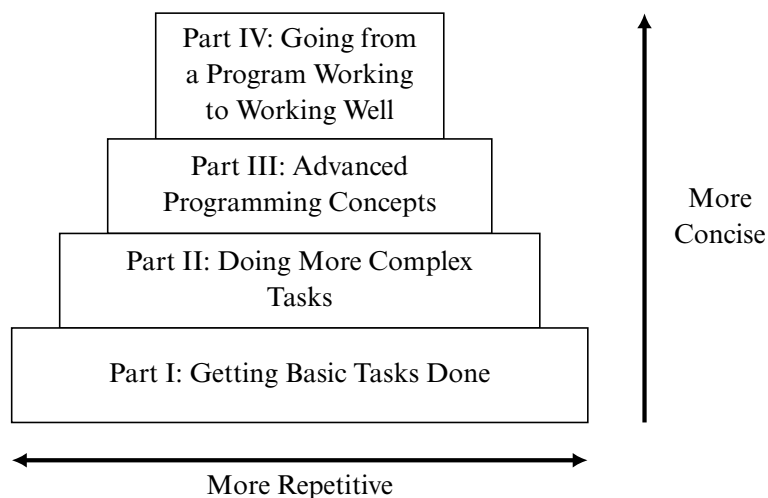 Part IV: Going from
a Program Working
to Working Well
Part III: Advanced
Programming Concepts
Part II: Doing More Complex
Tasks
Part I: Getting Basic Tasks Done
More
Concise
More Repetitive